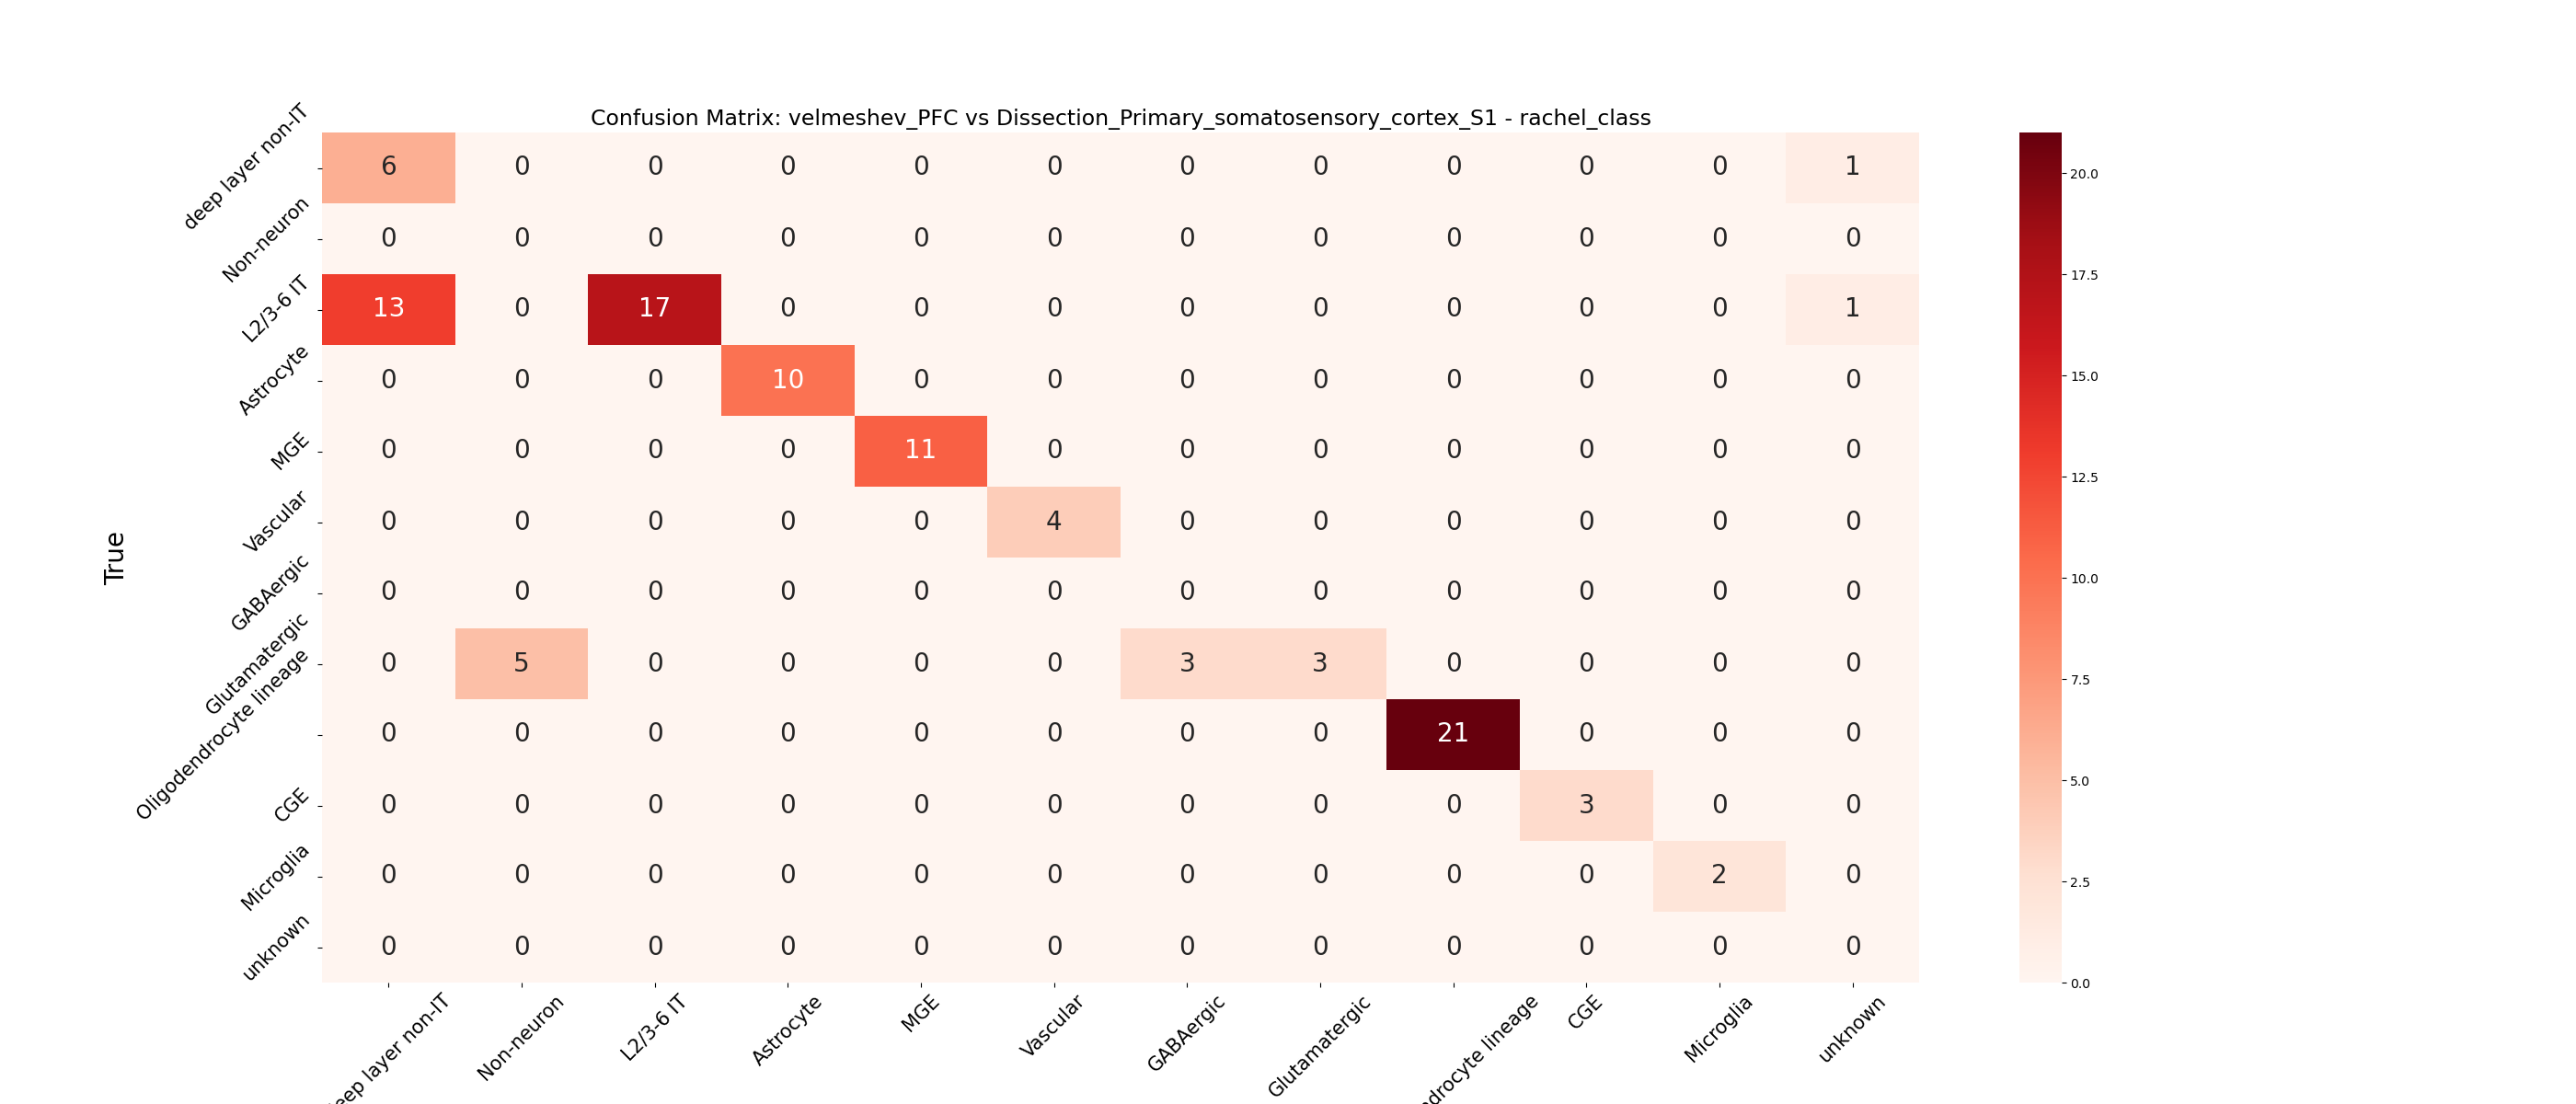 Confusion Matrix: velmeshev_PFC vs Dissection_Primary_somatosensory_cortex_S1 - rachel_class
True
deep layer non-IT 6 0 0 0 0 0 0 0 0 0 0 1
Non-neuron 0 0 0 0 0 0 0 0 0 0 0 0
L2/3-6 IT 13 0 17 0 0 0 0 0 0 0 0 1
Astrocyte 0 0 0 10 0 0 0 0 0 0 0 0
MGE 0 0 0 0 11 0 0 0 0 0 0 0
Vascular 0 0 0 0 0 4 0 0 0 0 0 0
GABAergic 0 0 0 0 0 0 0 0 0 0 0 0
Glutamatergic 0 5 0 0 0 0 3 3 0 0 0 0
Oligodendrocyte lineage 0 0 0 0 0 0 0 0 21 0 0 0
CGE 0 0 0 0 0 0 0 0 0 3 0 0
Microglia 0 0 0 0 0 0 0 0 0 0 2 0
unknown 0 0 0 0 0 0 0 0 0 0 0 0
eep layer non-IT
Non-neuron
L2/3-6 IT
Astrocyte
MGE
Vascular
GABAergic
Glutamatergic
drocyte lineage
CGE
Microglia
unknown
20.0
17.5
15.0
12.5
10.0
7.5
5.0
2.5
0.0